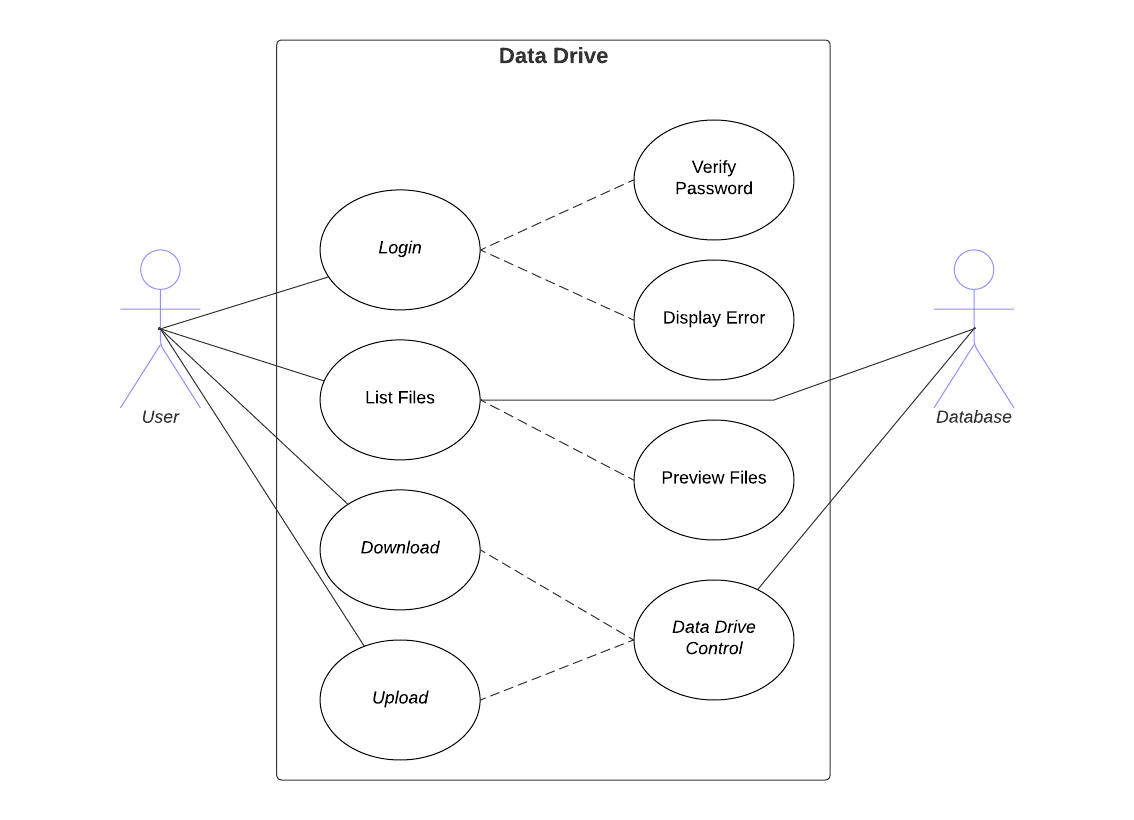 Data Drive
Verify
Password
Login
Display Error
List Files
User
Database
Preview Files
Download
Data Drive
Control
Upload